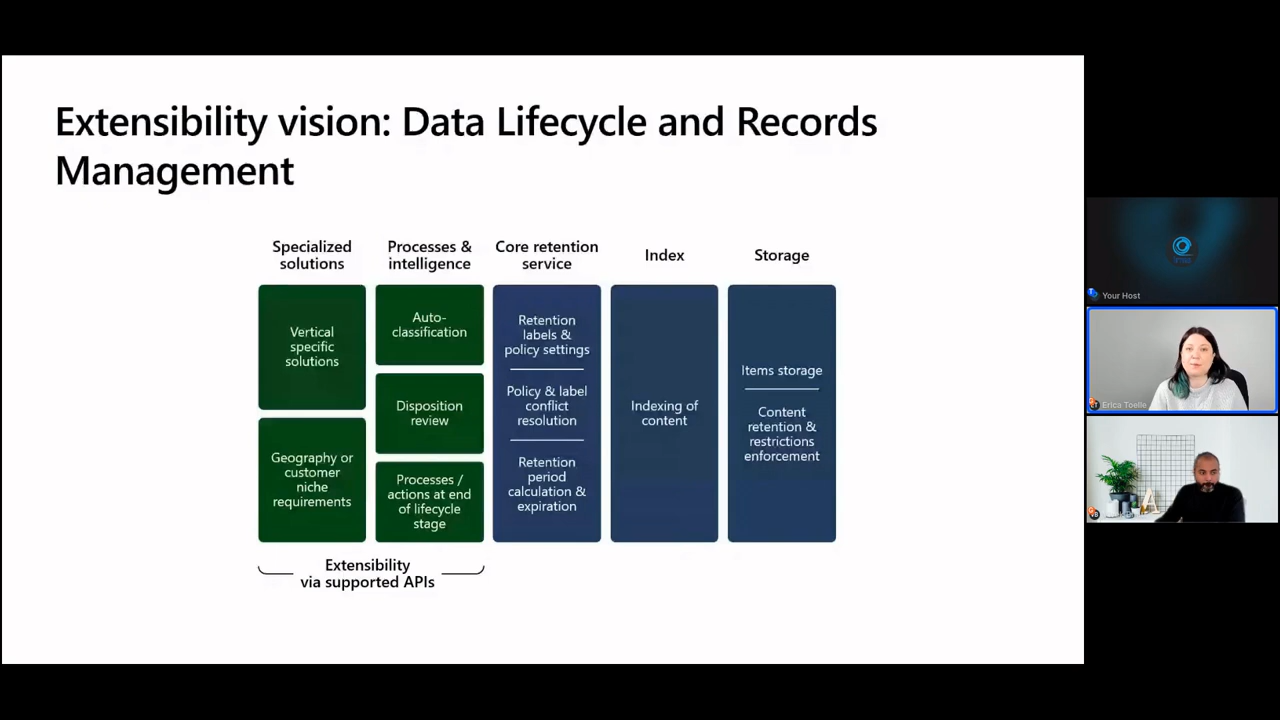 Extensibility vision: Data Lifecycle and Records
Management
Specialized
solutions
Processes &
intelligence
Core retention
service
Index
Storage
Vertical
specific
solutions
Geography or
customer
niche
requirements
Auto-
classification
Disposition
review
Processes /
actions at end
of lifecycle
stage
Retention
labels &
policy settings
Policy & label
conflict
resolution
Retention
period
calculation &
expiration
Indexing of
content
Items storage
Content
retention &
restrictions
enforcement
Extensibility
via supported APIs
Your Host
Erica Toelle